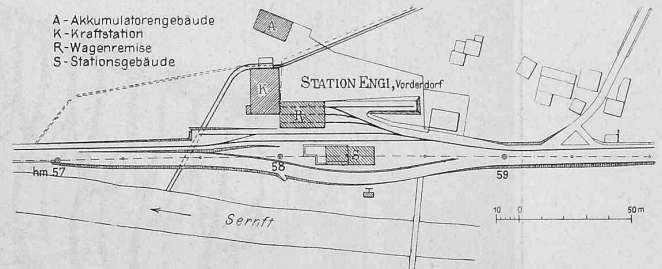 A - Akkumulatorengebäude
K - Kraftstation
R - Wagenremise
S - Stationsgebäude
A
K
STATION ENGI, Vorderdorf
R
S
hm 57
58
59
Sernft
10 0 50 m